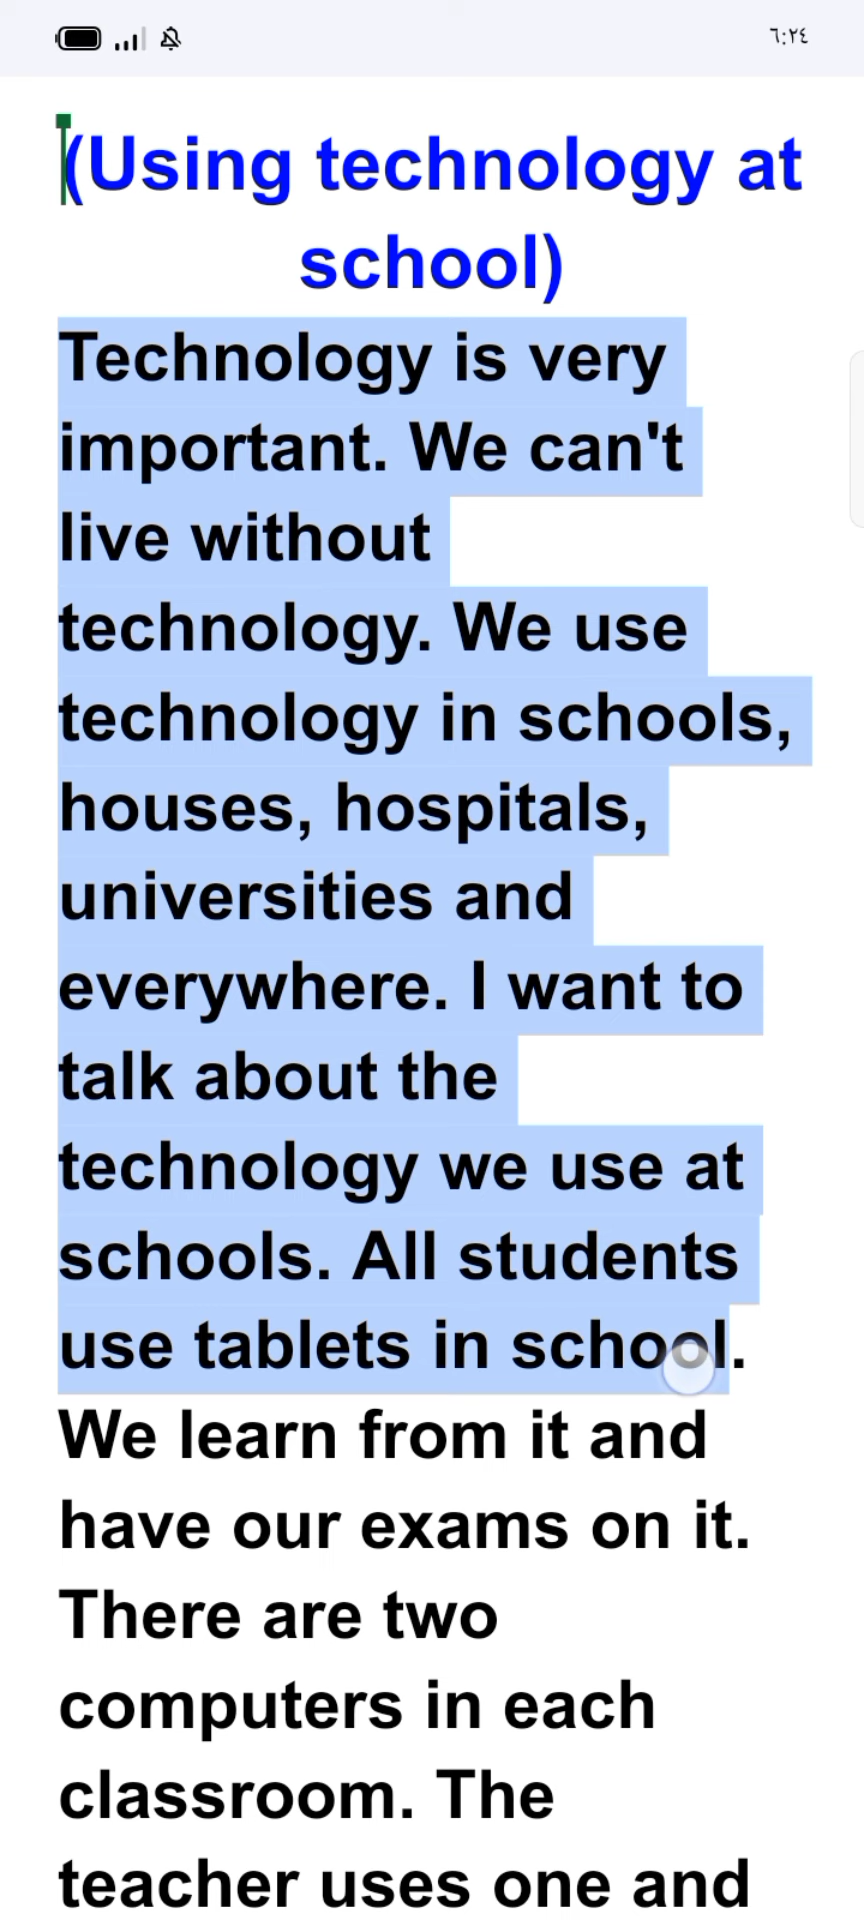 ٦:٢٤
(Using technology at
school)
Technology is very
important. We can't
live without
technology. We use
technology in schools,
houses, hospitals,
universities and
everywhere. I want to
talk about the
technology we use at
schools. All students
use tablets in school.
We learn from it and
have our exams on it.
There are two
computers in each
classroom. The
teacher uses one and